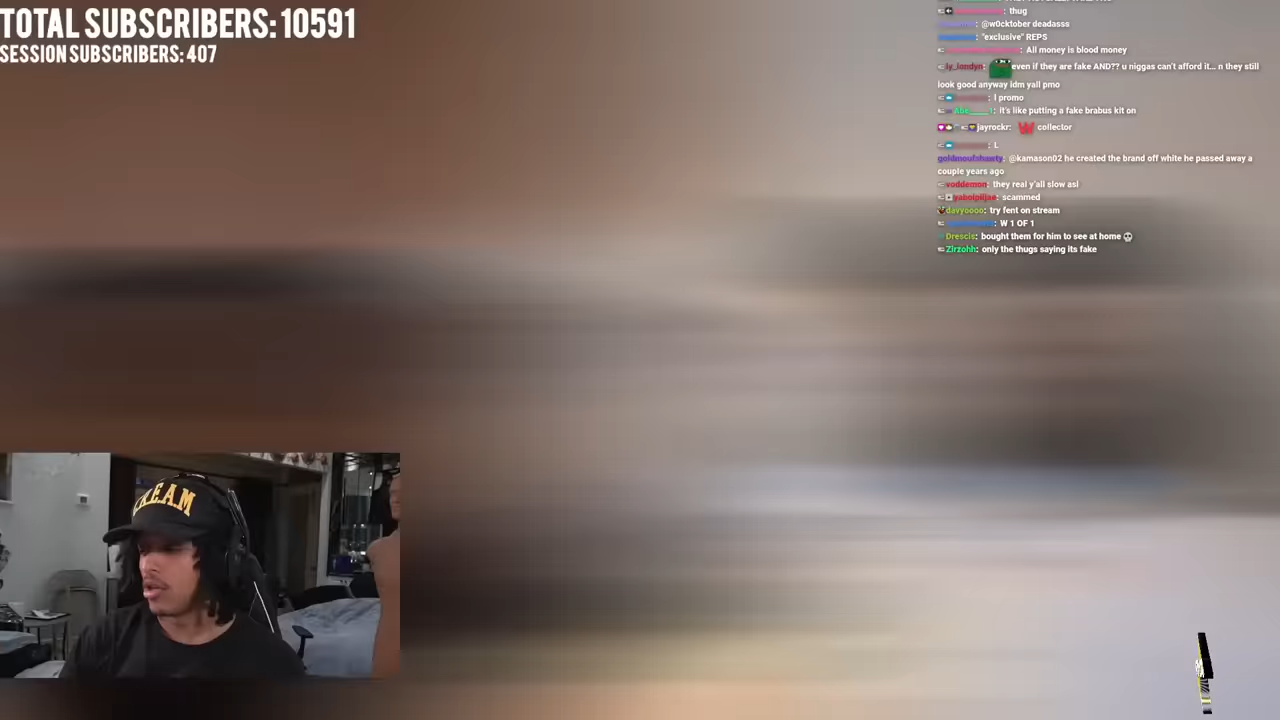 TOTAL SUBSCRIBERS: 10591
SESSION SUBSCRIBERS: 407
: thug
: @w0cktober deadasss
: "exclusive" REPS
: All money is blood money
ly_londyn: even if they are fake AND?? u niggas can't afford it... n they still
look good anyway idm yall pmo
: I promo
: it's like putting a fake brabus kit on
jayrockr: W collector
: L
goldmoufshawty: @kamason02 he created the brand off white he passed away a
couple years ago
voddemon: they real y'all slow asl
: scammed
davyoooo: try fent on stream
: W 1 OF 1
Drescis: bought them for him to see at home
Zirzohh: only the thugs saying its fake